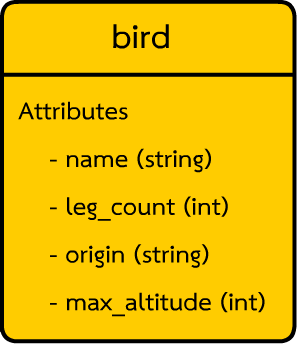 bird
Attributes
- name (string)
- leg_count (int)
- origin (string)
- max_altitude (int)